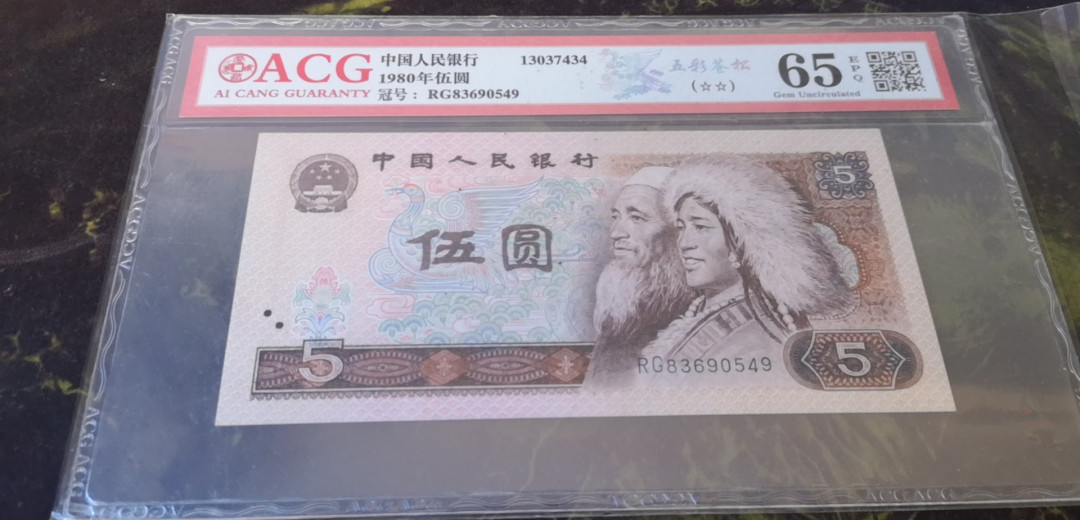 ACG
AI CANG GUARANTY
中国人民银行
13037434
1980年伍圆
冠号: RG83690549
五彩苍松
(☆☆)
65
EPQ
Gem Uncirculated
中国人民银行
5
伍圆
5
RG83690549
5